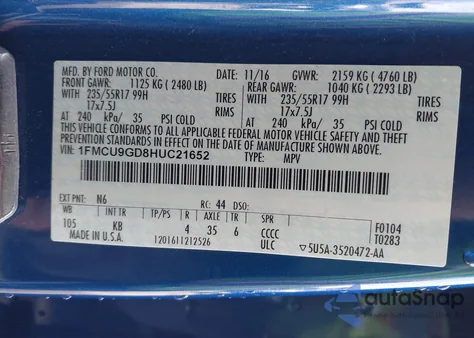 MFD. BY FORD MOTOR CO. 11/16 GVWR: 2159 KG (4760 LB)
FRONT GAWR: 1125 KG (2480 LB) REAR GAWR: 1040 KG (2293 LB)
WITH 235/55R17 99H TIRES WITH 235/55R17 99H TIRES
17x7.5J RIMS 17x7.5J RIMS
AT 240 kPa/ 35 PSI COLD AT 240 kPa/ 35 PSI COLD
THIS VEHICLE CONFORMS TO ALL APPLICABLE FEDERAL MOTOR VEHICLE SAFETY, BUMPER,
AND THEFT PREVENTION STANDARDS IN EFFECT ON THE DATE OF MANUFACTURE SHOWN ABOVE.
VIN: 1FMCU9GD8HUC21652 TYPE: MPV
EXT PNT: N6 RC: 44 DSO: F0104
WB INT TR TP/PS R AXLE TR SPR T0283
105 KB 4 35 6 CCCC
MADE IN U.S.A. 1201611212526 ULC ▽5U5A-3520472-AA
autoSnap